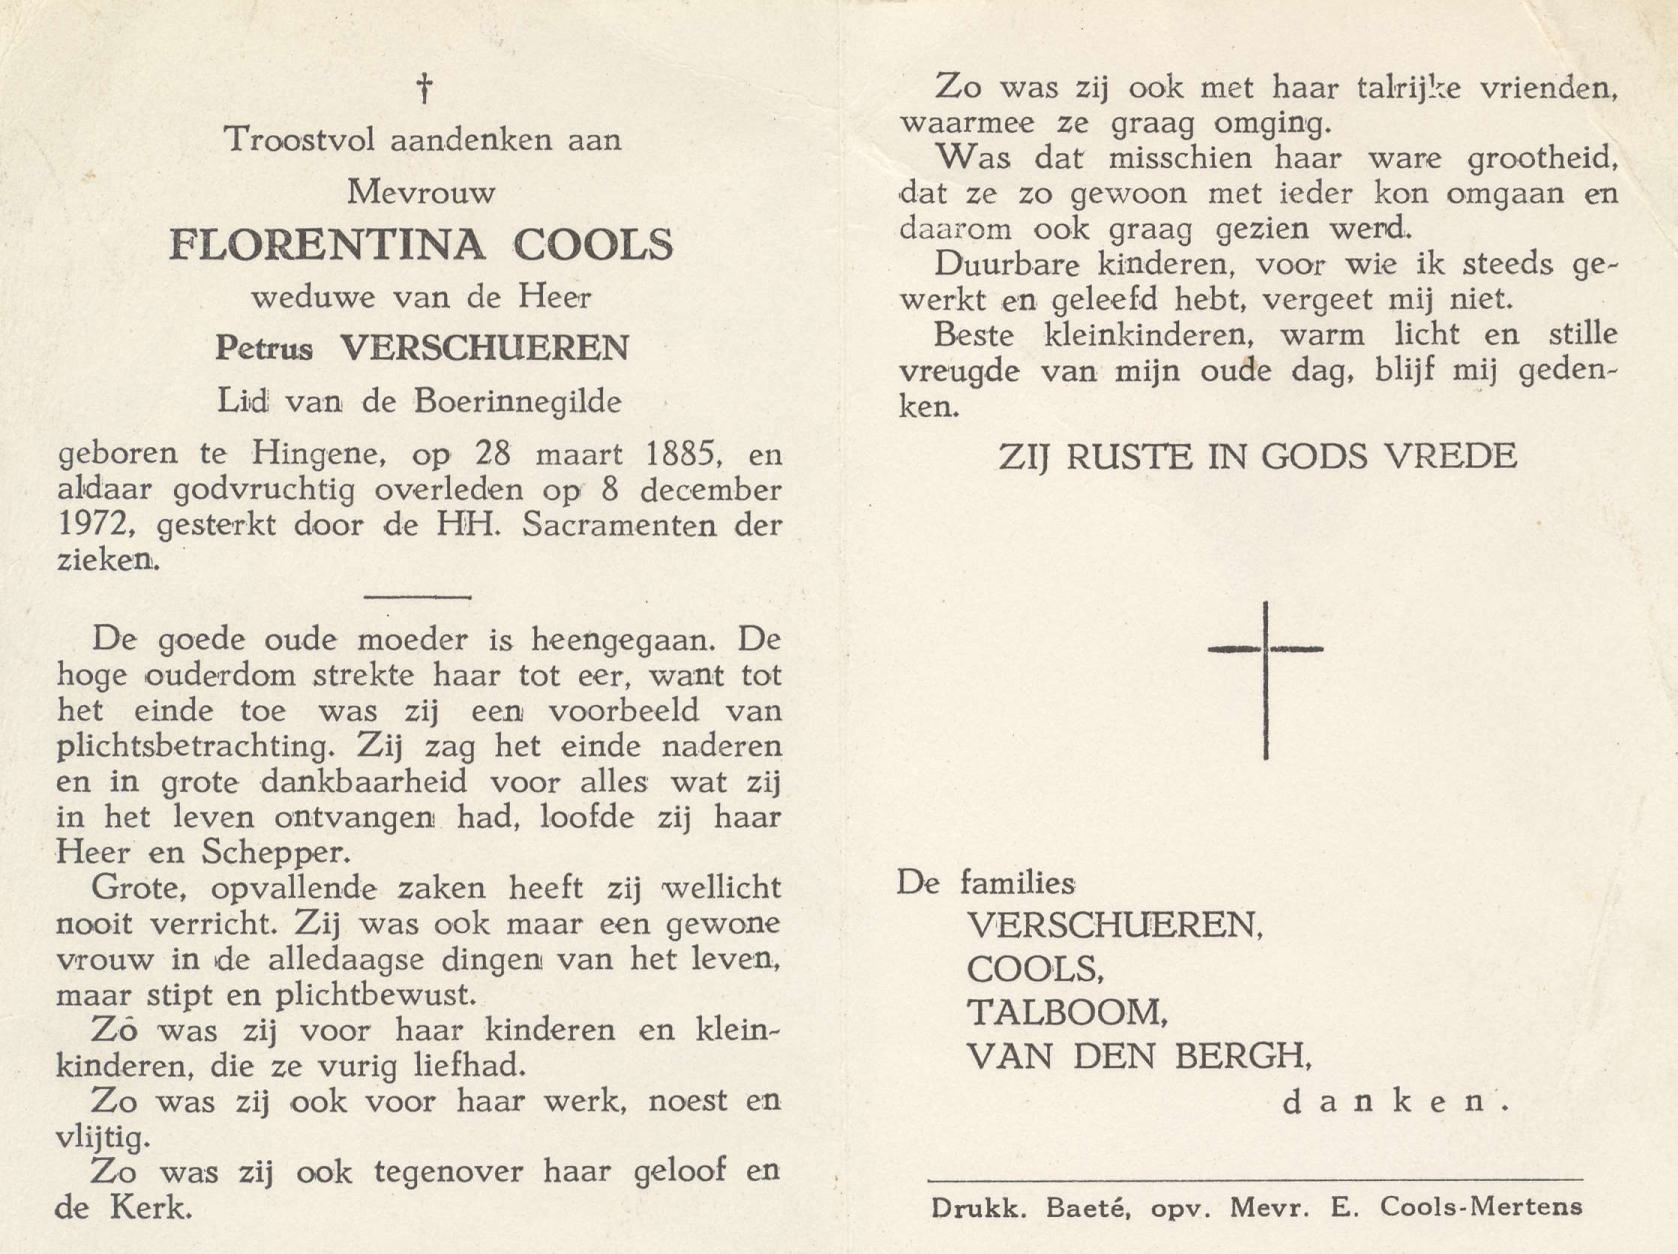 Troostvol aandenken aan
Mevrouw
FLORENTINA COOLS
weduwe van de Heer
Petrus VERSCHUEREN
Lid van de Boerinnegilde
geboren te Hingene, op 28 maart 1885, en
aldaar godvruchtig overleden op 8 december
1972, gesterkt door de HH. Sacramenten der
zieken.
De goede oude moeder is heengegaan. De
hoge ouderdom strekte haar tot eer, want tot
het einde toe was zij een voorbeeld van
plichtsbetrachting. Zij zag het einde naderen
en in grote dankbaarheid voor alles wat zij
in het leven ontvangen had, loofde zij haar
Heer en Schepper.
Grote, opvallende zaken heeft zij wellicht
nooit verricht. Zij was ook maar een gewone
vrouw in de alledaagse dingen van het leven,
maar stipt en plichtbewust.
Zô was zij voor haar kinderen en klein-
kinderen, die ze vurig liefhad.
Zo was zij ook voor haar werk, noest en
vlijtig.
Zo was zij ook tegenover haar geloof en
de Kerk.
Zo was zij ook met haar talrijke vrienden,
waarmee ze graag omging.
Was dat misschien haar ware grootheid,
dat ze zo gewoon met ieder kon omgaan en
daarom ook graag gezien werd.
Duurbare kinderen, voor wie ik steeds ge-
werkt en geleefd hebt, vergeet mij niet.
Beste kleinkinderen, warm licht en stille
vreugde van mijn oude dag, blijf mij geden-
ken.
ZIJ RUSTE IN GODS VREDE
De families
VERSCHUEREN,
COOLS,
TALBOOM,
VAN DEN BERGH,
danken.
Drukk. Baeté, opv. Mevr. E. Cools-Mertens